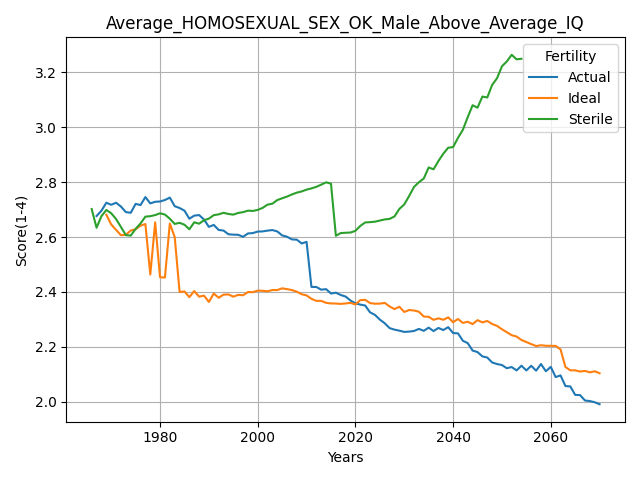 Average_HOMOSEXUAL_SEX_OK_Male_Above_Average_IQ
Score(1-4)
3.2
3.0
2.8
2.6
2.4
2.2
2.0
Fertility
Actual
Ideal
Sterile
1980
2000
2020
2040
2060
Years